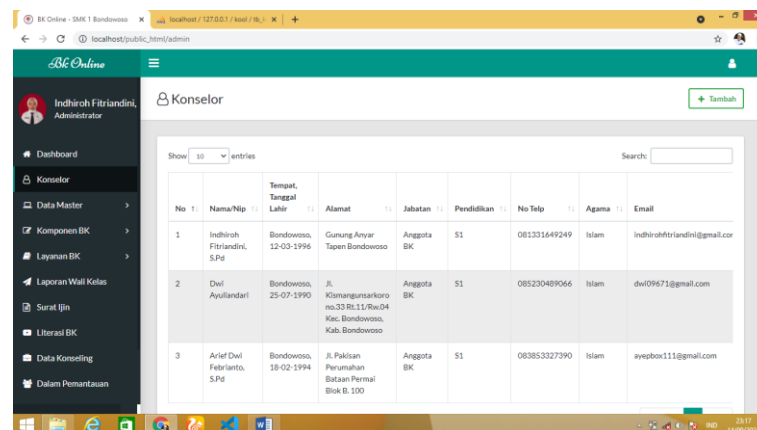 BK Online - SMK 1 Bondowoso
localhost / 127.0.0.1 / kool / tb_
localhost/public_html/admin
Bk Online
Indhiroh Fitriandini,
Administrator
Konselor
+ Tambah
Dashboard
Konselor
Data Master
Komponen BK
Layanan BK
Laporan Wali Kelas
Surat Ijin
Literasi BK
Data Konseling
Dalam Pemantauan
Show 10 entries
Search:
No Nama/Nip Tempat, Tanggal Lahir Alamat Jabatan Pendidikan No Telp Agama Email
1 Indhiroh Fitriandini, S.Pd Bondowoso, 12-03-1996 Gunung Anyar Tapen Bondowoso Anggota BK S1 081331649249 Islam indhirohfitriandini@gmail.cor
2 Dwi Ayuliandari Bondowoso, 25-07-1990 Jl. Kismangunsarkoro no.33 Rt.11/Rw.04 Kec. Bondowoso, Kab. Bondowoso Anggota BK S1 085230489066 Islam dwi09671@gmail.com
3 Arief Dwi Febrianto, S.Pd Bondowoso, 18-02-1994 Jl. Pakisan Perumahan Bataan Permai Blok B. 100 Anggota BK S1 083853327390 Islam ayepbox111@gmail.com
IND
23:17